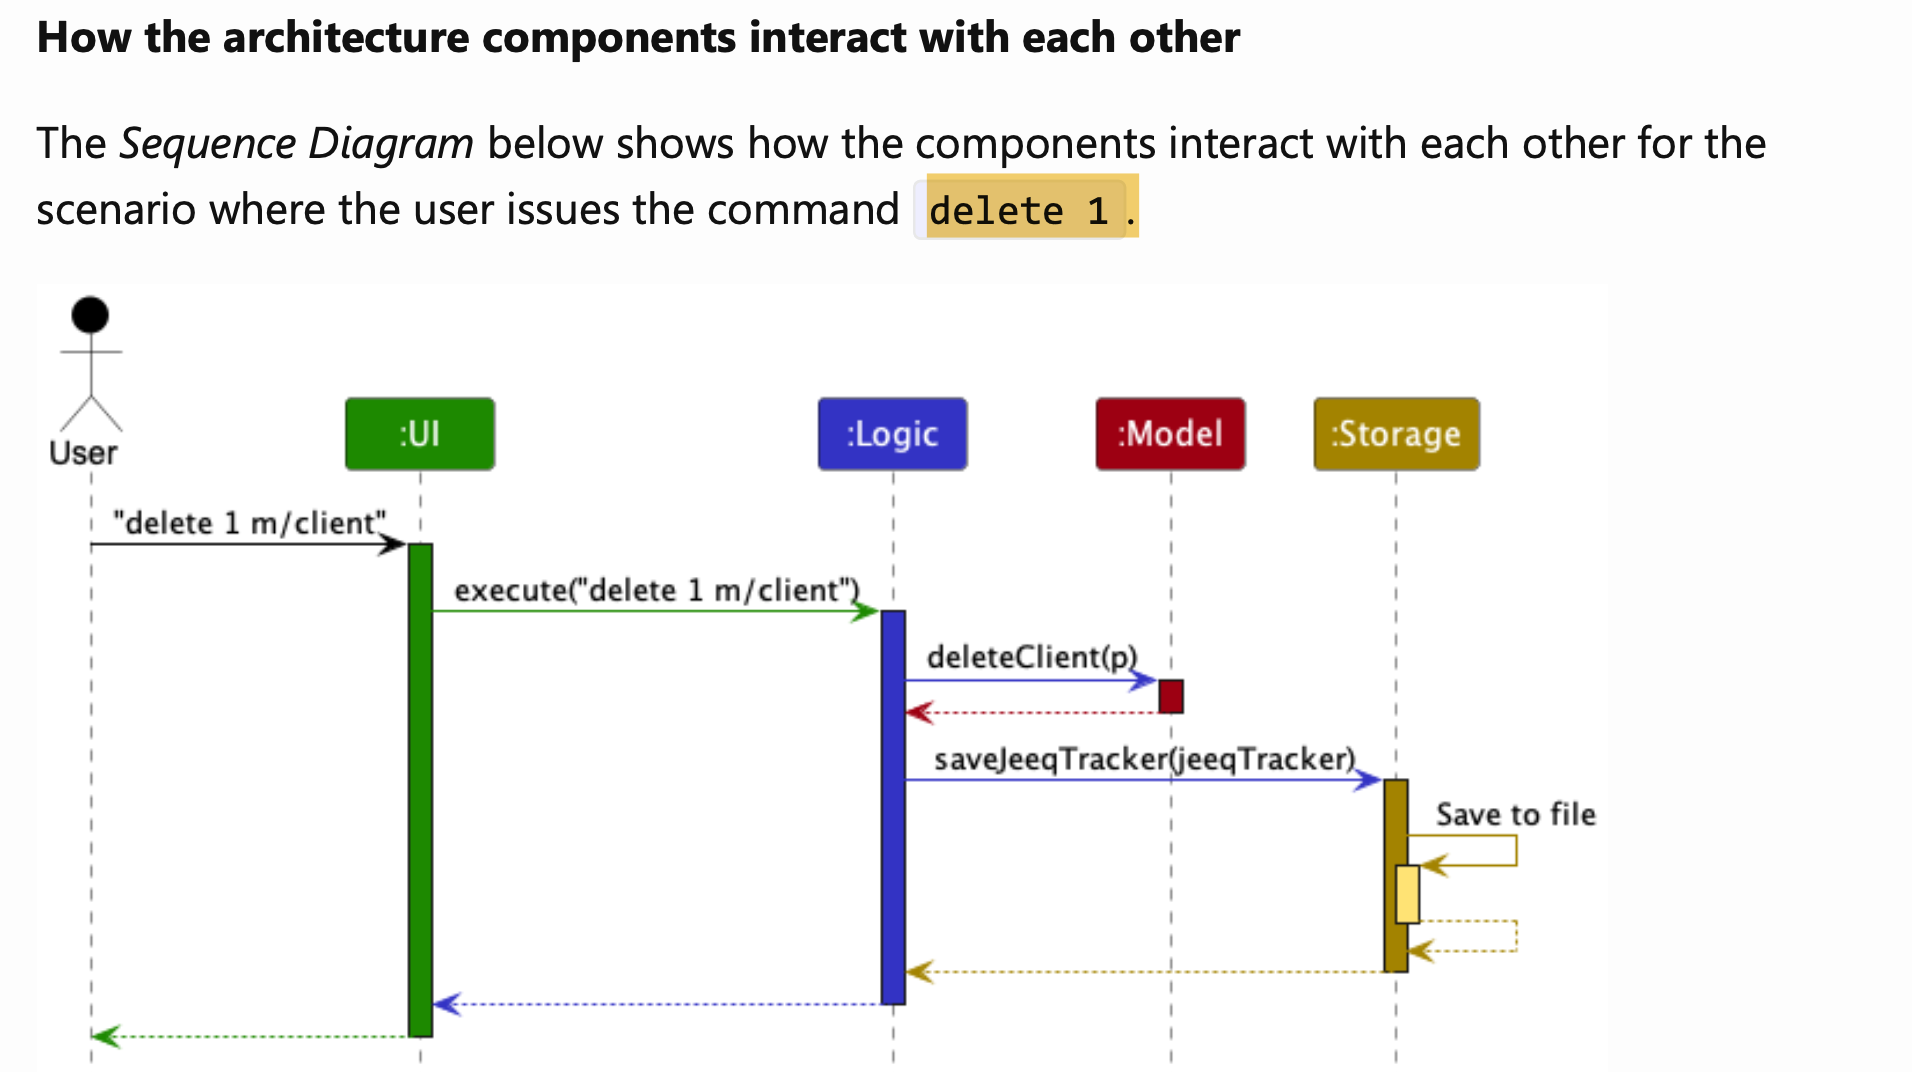 How the architecture components interact with each other
The Sequence Diagram below shows how the components interact with each other for the
scenario where the user issues the command delete 1 .
User
:UI
:Logic
:Model
:Storage
"delete 1 m/client"
execute("delete 1 m/client")
deleteClient(p)
saveJeeqTracker(jeeqTracker)
Save to file